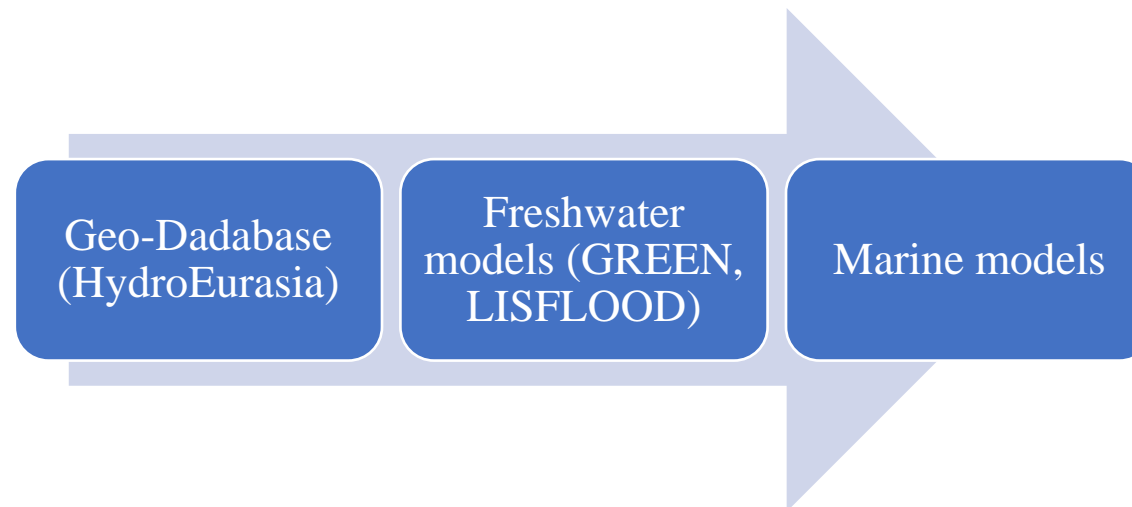 Geo-Dadabase
(HydroEurasia)
Freshwater
models (GREEN,
LISFLOOD)
Marine models